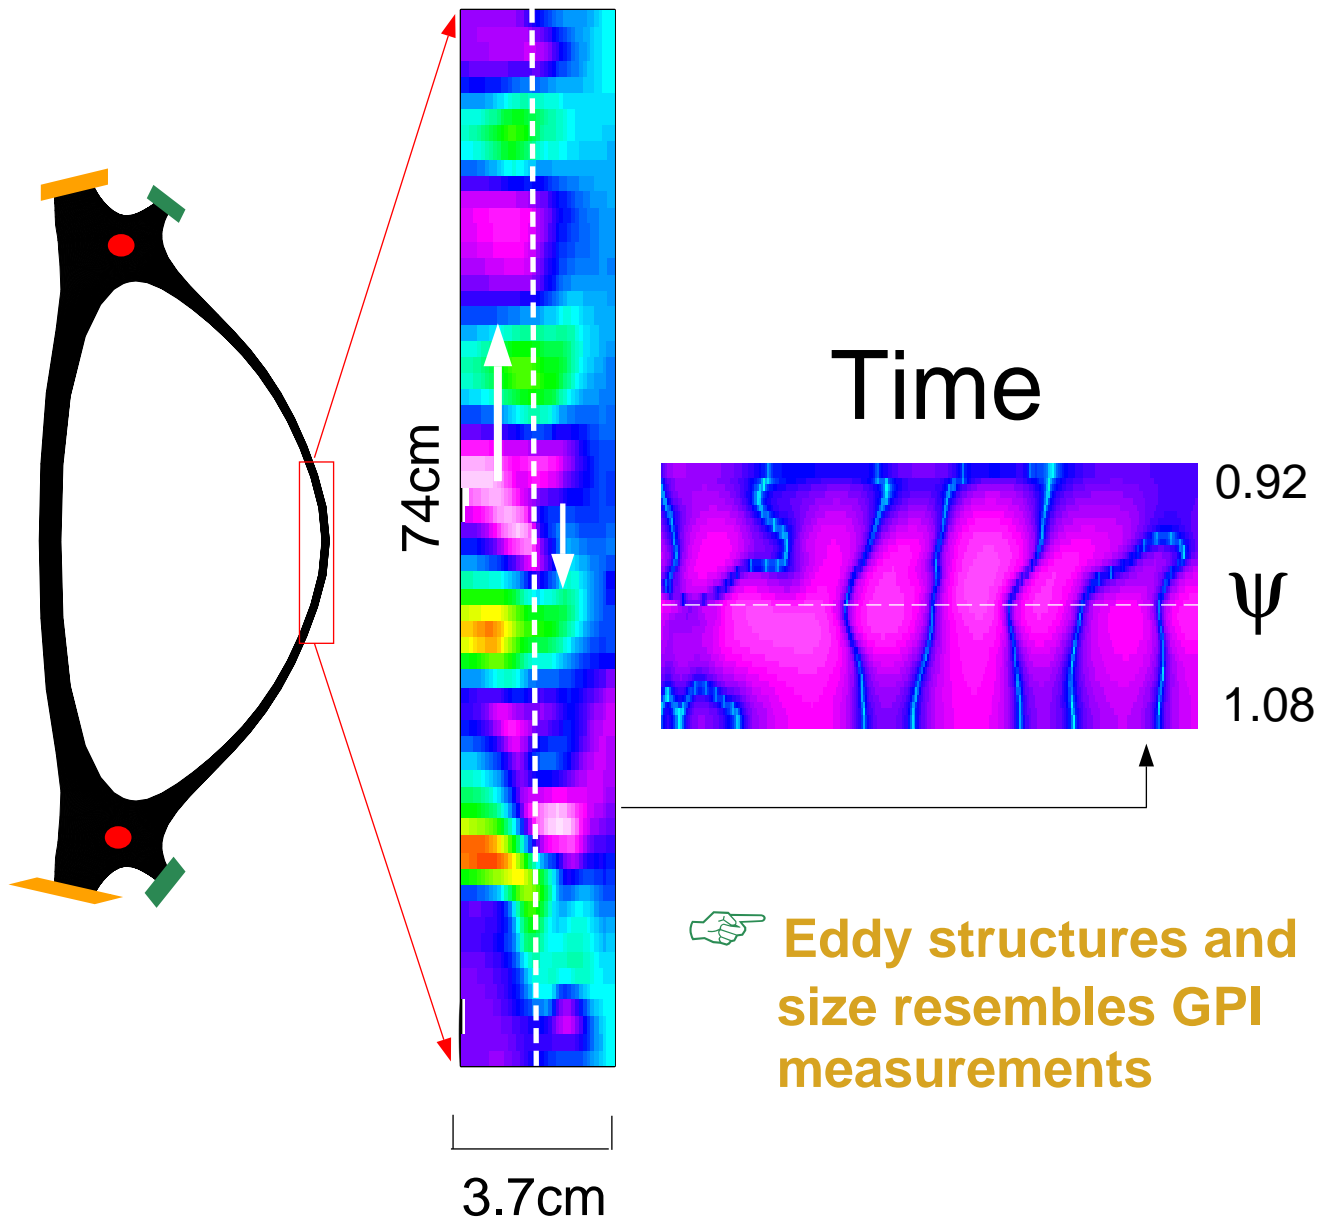 74cm
3.7cm
Time
0.92
ψ
1.08
Eddy structures and
size resembles GPI
measurements